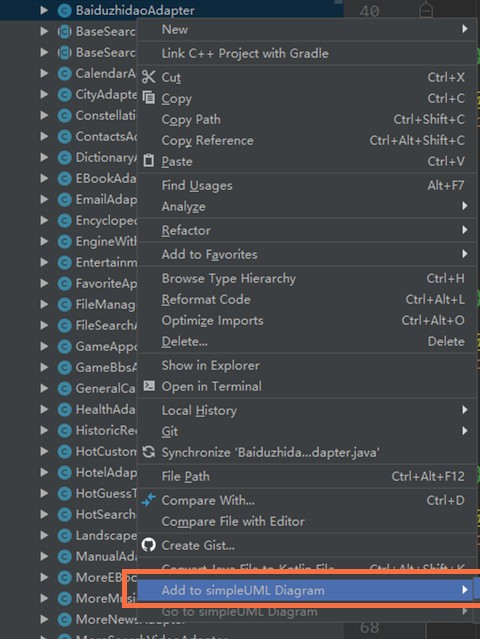 BaiduzhidaoAdapter
40
BaseSearc
New
BaseSearc
Link C++ Project with Gradle
CalendarA
Cut Ctrl+X
CityAdapte
Copy Ctrl+C
Constellati
Copy Path Ctrl+Shift+C
ContactsAd
Copy Reference Ctrl+Alt+Shift+C
DictionaryA
Paste Ctrl+V
EBookAda
Find Usages Alt+F7
EmailAdap
Analyze
Encycloped
Refactor
EngineWith
Add to Favorites
Entertainm
Browse Type Hierarchy Ctrl+H
FavoriteAp
Reformat Code Ctrl+Alt+L
FileManag
Optimize Imports Ctrl+Alt+O
FileSearchA
Delete... Delete
GameAppo
Show in Explorer
GameBbsA
Open in Terminal
GeneralCa
Local History
HealthAda
Git
HistoricRec
Synchronize 'Baiduzhida...dapter.java'
HotCustom
File Path Ctrl+Alt+F12
HotelAdap
Compare With... Ctrl+D
HotGuessT
Compare File with Editor
HotSearch
Create Gist...
Landscape
Convert Java File to Kotlin File Ctrl+Alt+Shift+K
ManualAda
Add to simpleUML Diagram
MoreEBoo
Go to simpleUML Diagram
MoreMusi
MoreNewsAdapter
68
MoreSearchVideoAdapter